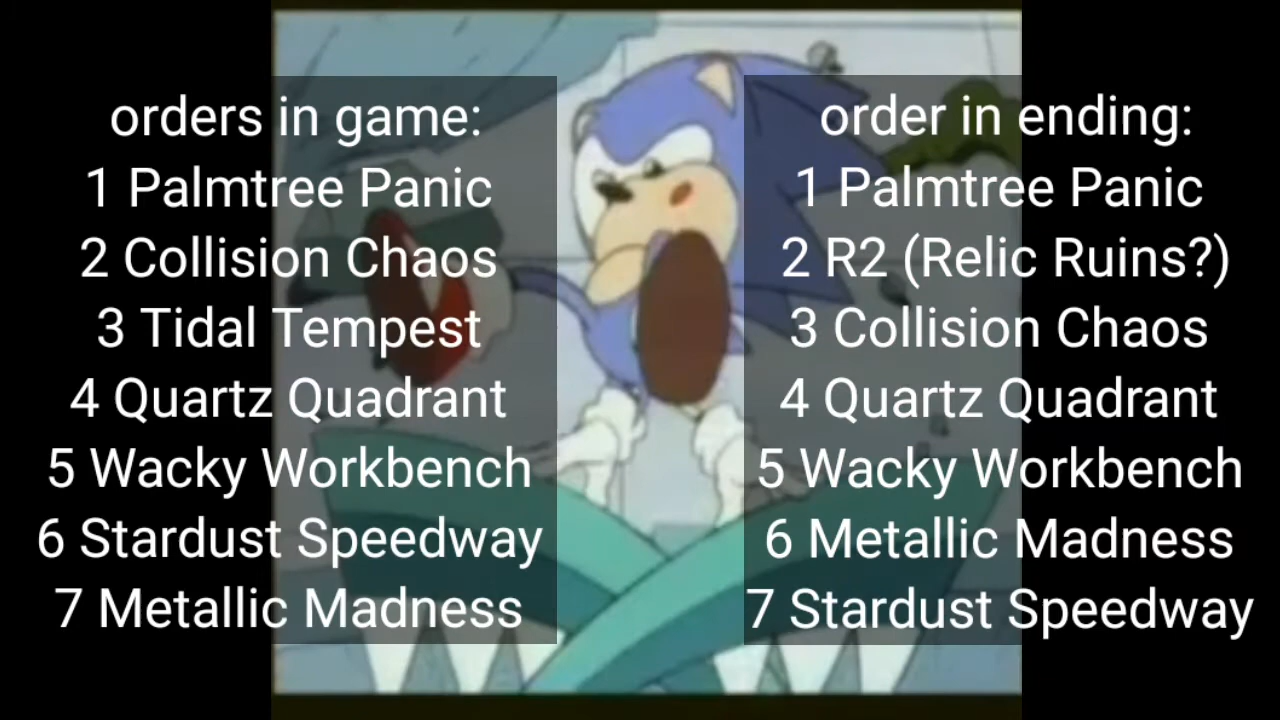 orders in game:
1 Palmtree Panic
2 Collision Chaos
3 Tidal Tempest
4 Quartz Quadrant
5 Wacky Workbench
6 Stardust Speedway
7 Metallic Madness
order in ending:
1 Palmtree Panic
2 R2 (Relic Ruins?)
3 Collision Chaos
4 Quartz Quadrant
5 Wacky Workbench
6 Metallic Madness
7 Stardust Speedway